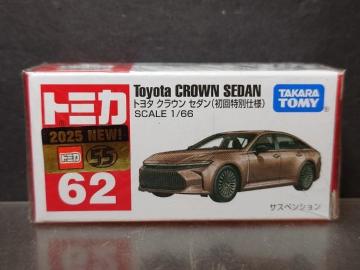 トミカ
2025 NEW!
トミカ 55
62
Toyota CROWN SEDAN
トヨタ クラウン セダン(初回特別仕様)
SCALE 1/66
TAKARA
TOMY
サスペンション